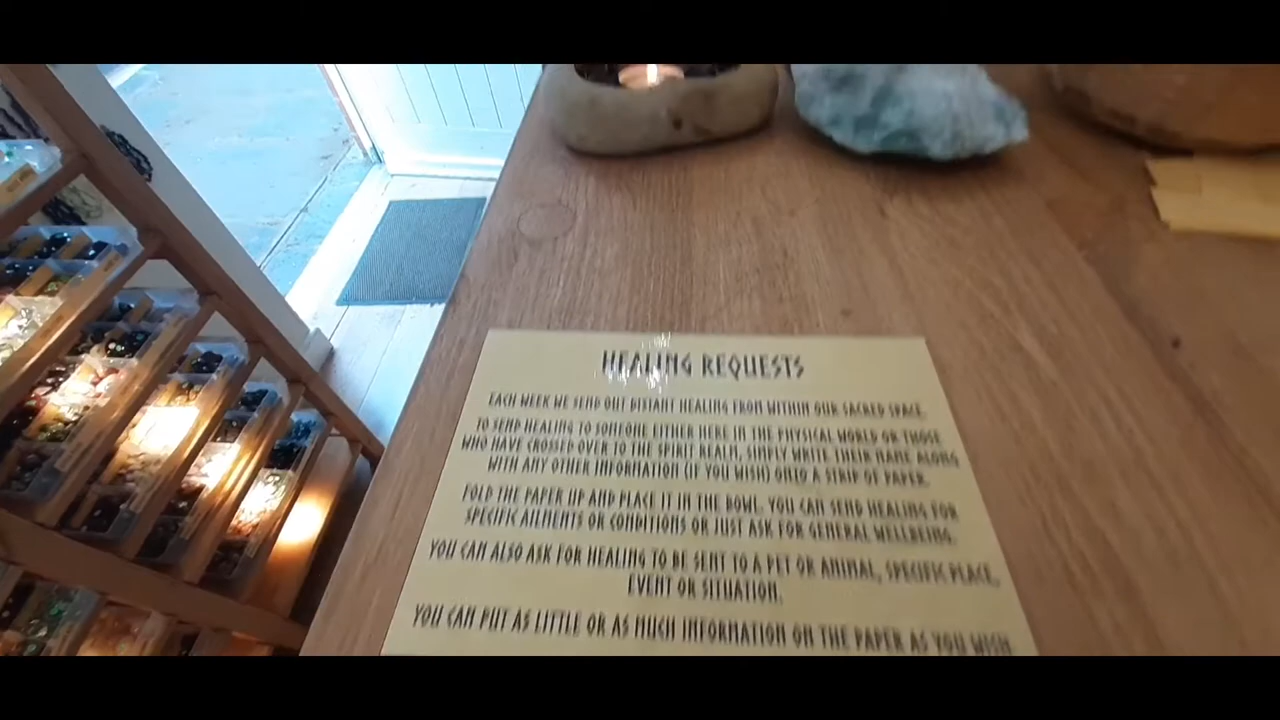 HEALING REQUESTS
EACH WEEK WE SEND OUT DISTANT HEALING FROM WITHIN OUR SACRED SPACE.
TO SEND HEALING TO SOMEONE EITHER HERE IN THE PHYSICAL WORLD OR THOSE
WHO HAVE CROSSED OVER TO THE SPIRIT REALM, SIMPLY WRITE THEIR NAME ALONG
WITH ANY OTHER INFORMATION (IF YOU WISH) ONTO A STRIP OF PAPER.
FOLD THE PAPER UP AND PLACE IT IN THE BOWL. YOU CAN SEND HEALING FOR
SPECIFIC AILMENTS OR CONDITIONS OR JUST ASK FOR GENERAL WELLBEING.
YOU CAN ALSO ASK FOR HEALING TO BE SENT TO A PET OR ANIMAL, SPECIFIC PLACE,
EVENT OR SITUATION.
YOU CAN PUT AS LITTLE OR AS MUCH INFORMATION ON THE PAPER AS YOU WISH